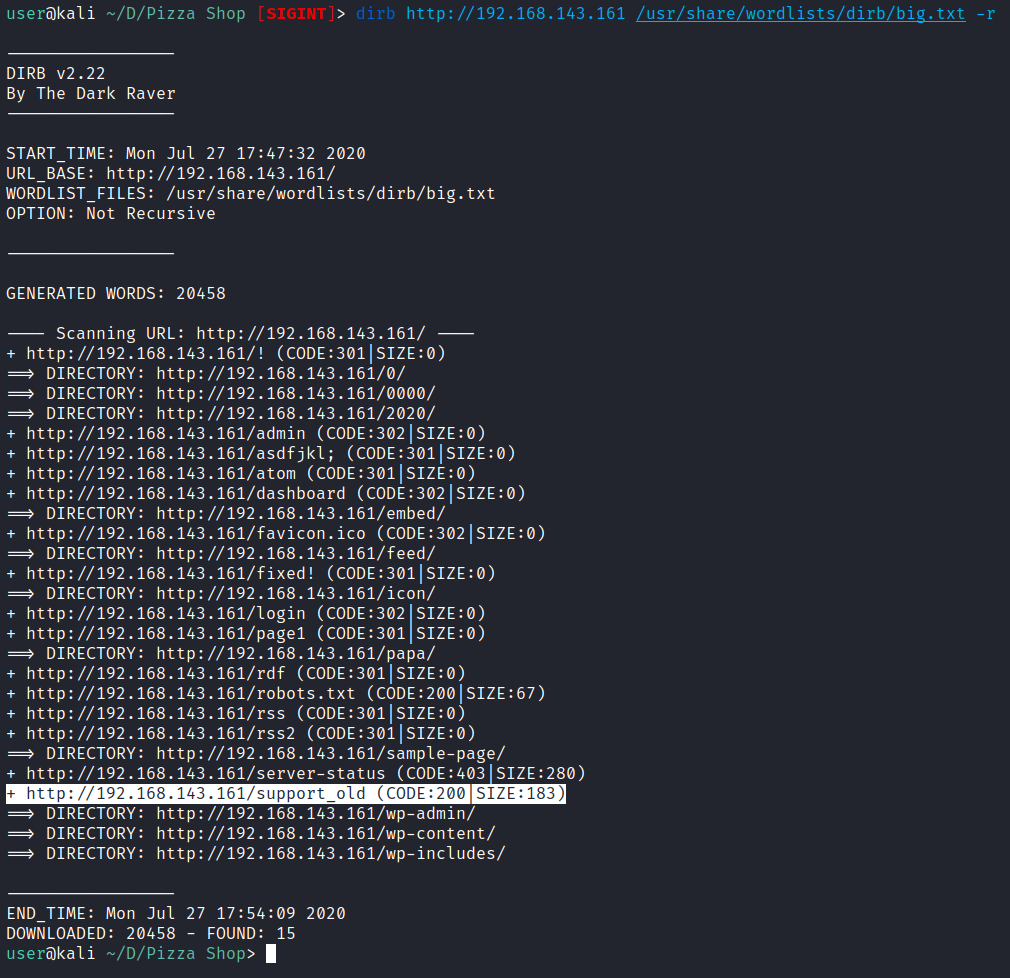 user@kali ~/D/Pizza Shop [SIGINT]> dirb http://192.168.143.161 /usr/share/wordlists/dirb/big.txt -r
-----------------
DIRB v2.22
By The Dark Raver
-----------------
START_TIME: Mon Jul 27 17:47:32 2020
URL_BASE: http://192.168.143.161/
WORDLIST_FILES: /usr/share/wordlists/dirb/big.txt
OPTION: Not Recursive
-----------------
GENERATED WORDS: 20458
---- Scanning URL: http://192.168.143.161/ ----
+ http://192.168.143.161/! (CODE:301|SIZE:0)
==> DIRECTORY: http://192.168.143.161/0/
==> DIRECTORY: http://192.168.143.161/0000/
==> DIRECTORY: http://192.168.143.161/2020/
+ http://192.168.143.161/admin (CODE:302|SIZE:0)
+ http://192.168.143.161/asdfjkl; (CODE:301|SIZE:0)
+ http://192.168.143.161/atom (CODE:301|SIZE:0)
+ http://192.168.143.161/dashboard (CODE:302|SIZE:0)
==> DIRECTORY: http://192.168.143.161/embed/
+ http://192.168.143.161/favicon.ico (CODE:302|SIZE:0)
==> DIRECTORY: http://192.168.143.161/feed/
+ http://192.168.143.161/fixed! (CODE:301|SIZE:0)
==> DIRECTORY: http://192.168.143.161/icon/
+ http://192.168.143.161/login (CODE:302|SIZE:0)
+ http://192.168.143.161/page1 (CODE:301|SIZE:0)
==> DIRECTORY: http://192.168.143.161/papa/
+ http://192.168.143.161/rdf (CODE:301|SIZE:0)
+ http://192.168.143.161/robots.txt (CODE:200|SIZE:67)
+ http://192.168.143.161/rss (CODE:301|SIZE:0)
+ http://192.168.143.161/rss2 (CODE:301|SIZE:0)
==> DIRECTORY: http://192.168.143.161/sample-page/
+ http://192.168.143.161/server-status (CODE:403|SIZE:280)
+ http://192.168.143.161/support_old (CODE:200|SIZE:183)
==> DIRECTORY: http://192.168.143.161/wp-admin/
==> DIRECTORY: http://192.168.143.161/wp-content/
==> DIRECTORY: http://192.168.143.161/wp-includes/
-----------------
END_TIME: Mon Jul 27 17:54:09 2020
DOWNLOADED: 20458 - FOUND: 15
user@kali ~/D/Pizza Shop>